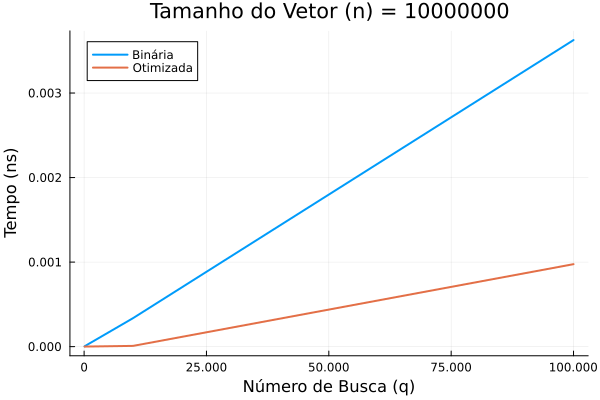 Tamanho do Vetor (n) = 10000000
Binária
Otimizada
Tempo (ns)
0.003
0.002
0.001
0.000
0
25.000
50.000
75.000
100.000
Número de Busca (q)